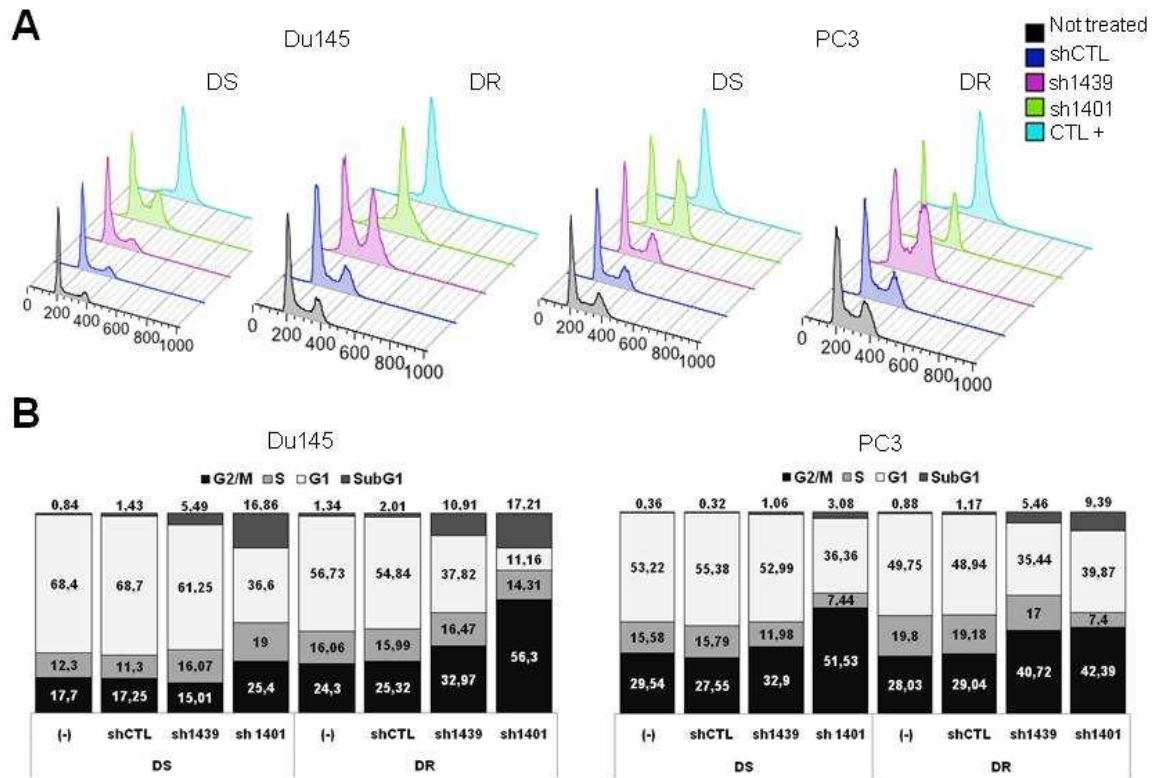 A
Du145
PC3
Not treated
shCTL
sh1439
sh1401
CTL +
DS
DR
DS
DR
0 200 400 600 800 1000
0 200 400 600 800 1000
0 200 400 600 800 1000
0 200 400 600 800 1000
B
Du145
PC3
G2/M S G1 SubG1
G2/M S G1 SubG1
0.84 1.43 5.49 16.86 1.34 2.01 10.91 17.21
68,4 68,7 61,25 36,6 56,73 54,84 37,82 11,16
12,3 11,3 16,07 19 16,06 15,99 16,47 14,31
17,7 17,25 15,01 25,4 24,3 25,32 32,97 56,3
(-) shCTL sh1439 sh 1401 (-) shCTL sh1439 sh1401
DS DR
0.36 0.32 1.06 3.08 0.88 1.17 5.46 9.39
53,22 55,38 52,99 36,36 49,75 48,94 35,44 39,87
15,58 15,79 11,98 7,44 19,8 19,18 17 7,4
29,54 27,55 32,9 51,53 28,03 29,04 40,72 42,39
(-) shCTL sh1439 sh 1401 (-) shCTL sh1439 sh1401
DS DR